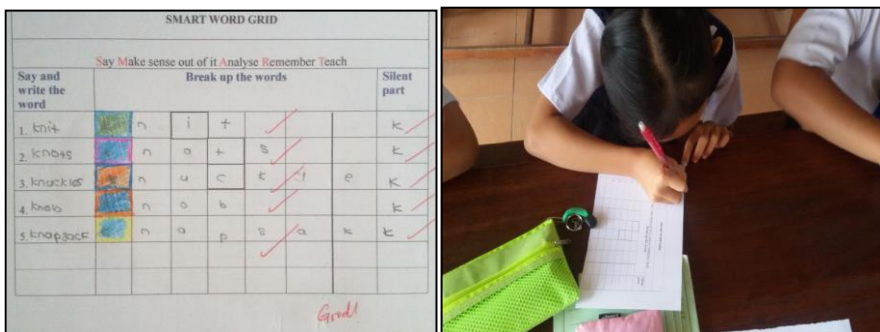 SMART WORD GRID
Say Make sense out of it Analyse Remember Teach
Say and write the word Break up the words Silent part
1. knit n i t k
2. knots n o t s k
3. knuckles n u c k l e k
4. knob n o b k
5. knapsack n a p s a k k
Good!